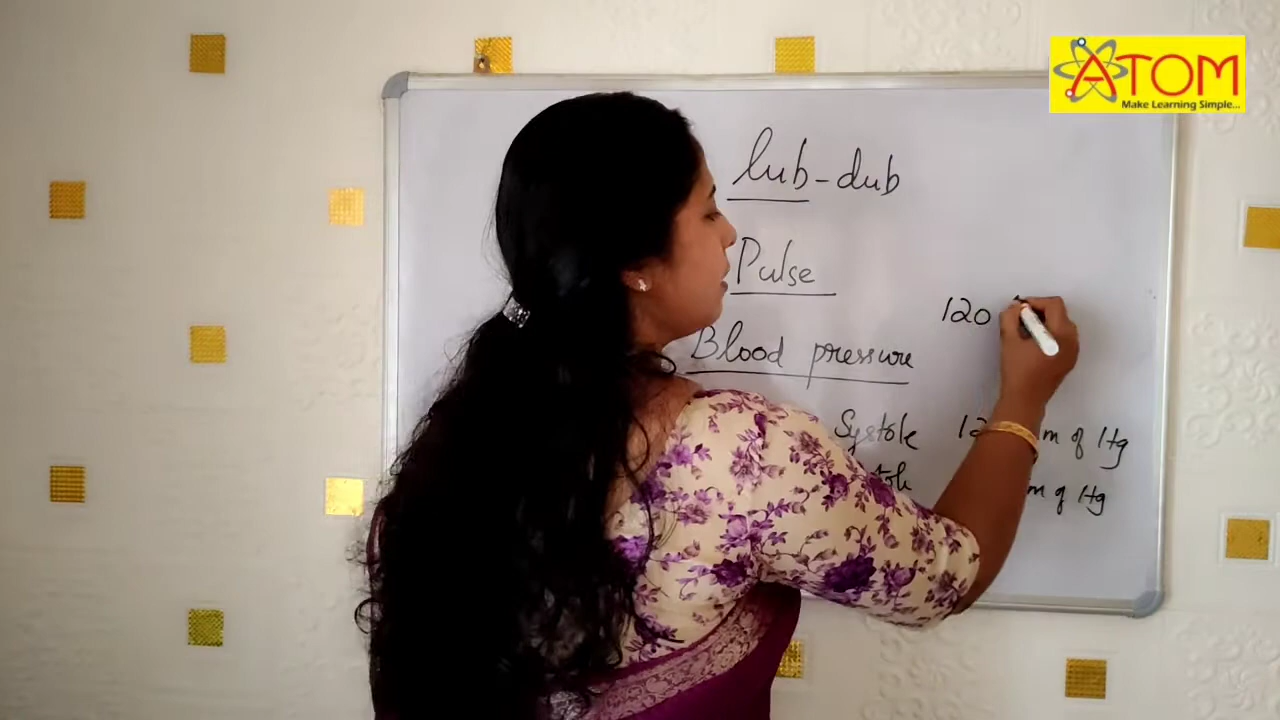 ATOM
Make Learning Simple...
lub-dub
Pulse
120
Blood pressure
Systole m of Hg
m of Hg